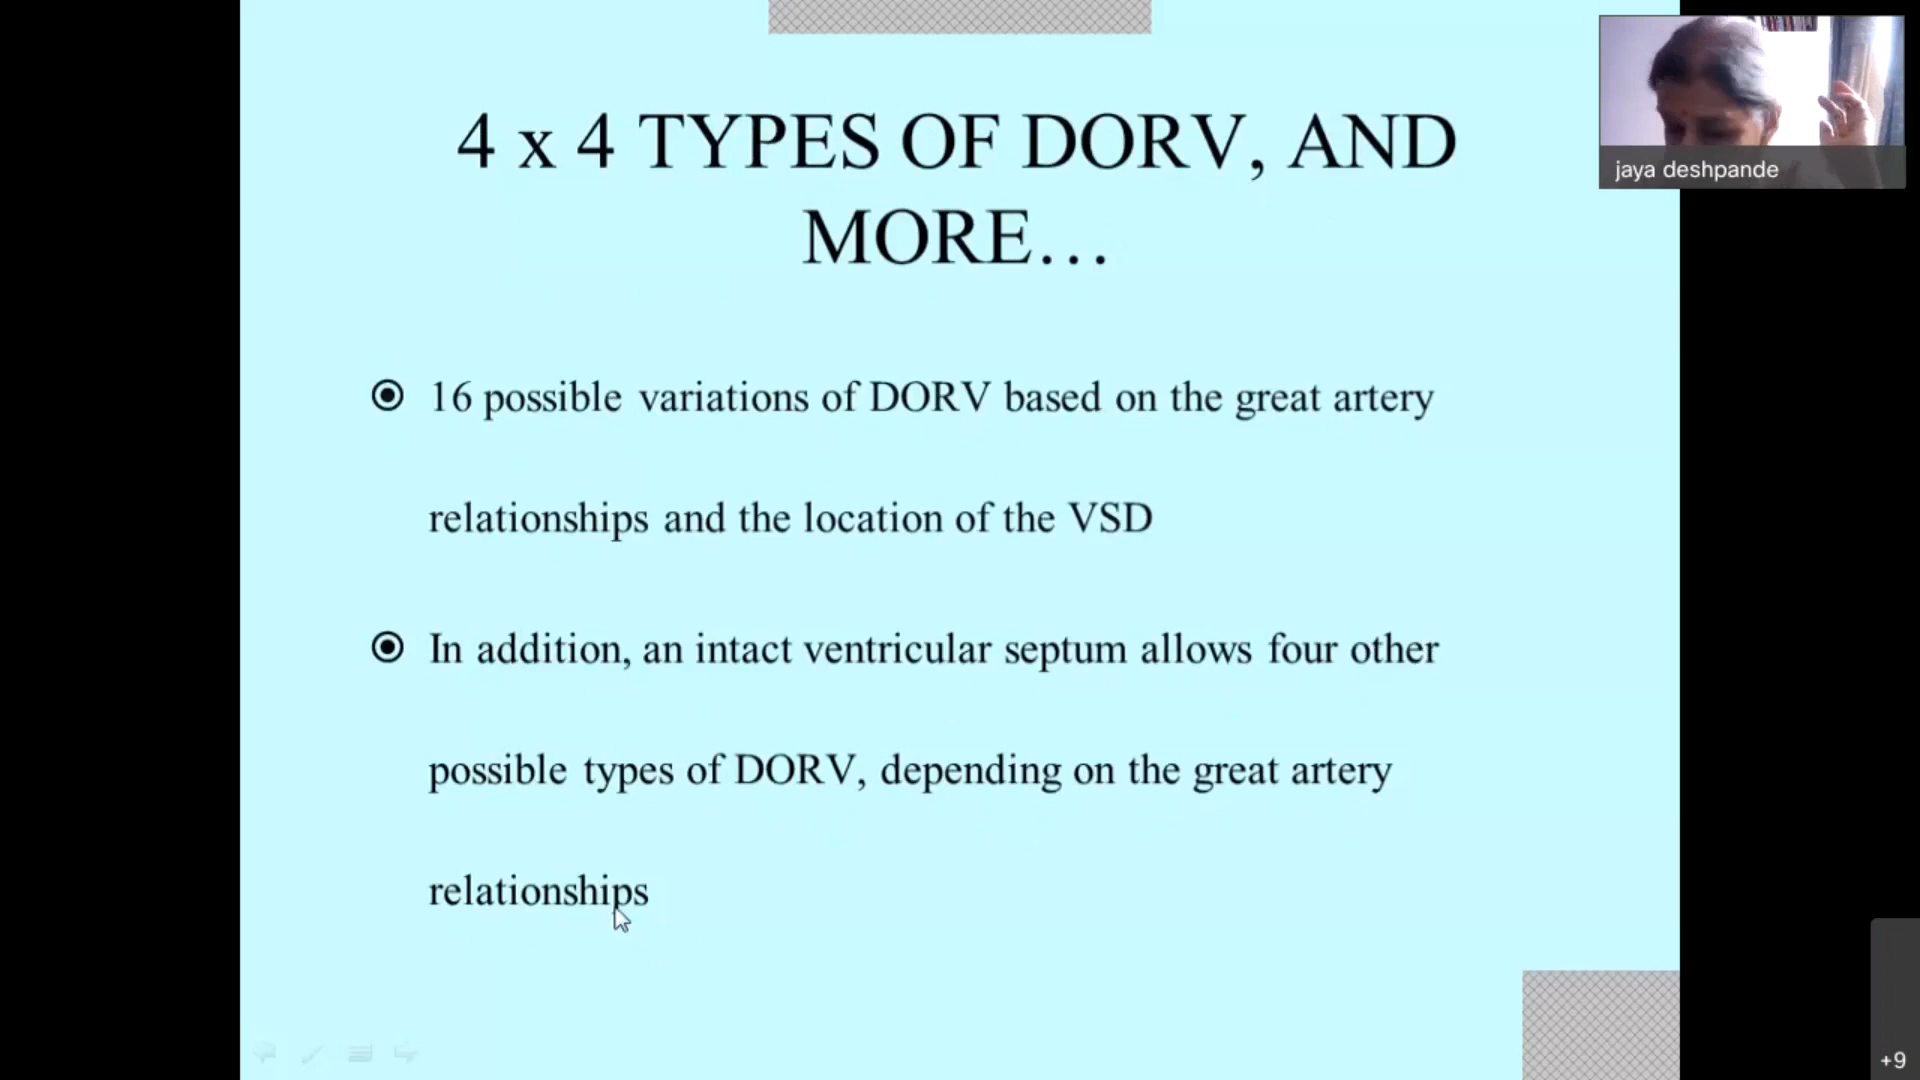 4 x 4 TYPES OF DORV, AND
MORE…
16 possible variations of DORV based on the great artery
relationships and the location of the VSD
In addition, an intact ventricular septum allows four other
possible types of DORV, depending on the great artery
relationships
jaya deshpande
+9